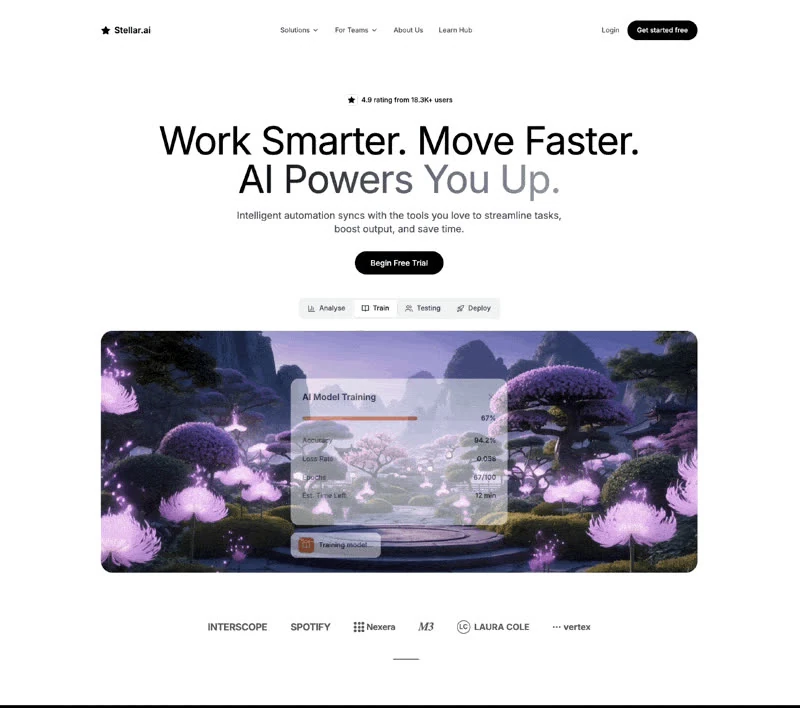 Stellar.ai
Solutions
For Teams
About Us
Learn Hub
Login
Get started free
4.9 rating from 18.3K+ users
Work Smarter. Move Faster.
AI Powers You Up.
Intelligent automation syncs with the tools you love to streamline tasks,
boost output, and save time.
Begin Free Trial
Analyse
Train
Testing
Deploy
AI Model Training
67%
Accuracy 94.2%
Loss Rate 0.038
Epochs 67/100
Est. Time Left 12 min
Training model...
INTERSCOPE
SPOTIFY
Nexera
M3
LC LAURA COLE
vertex